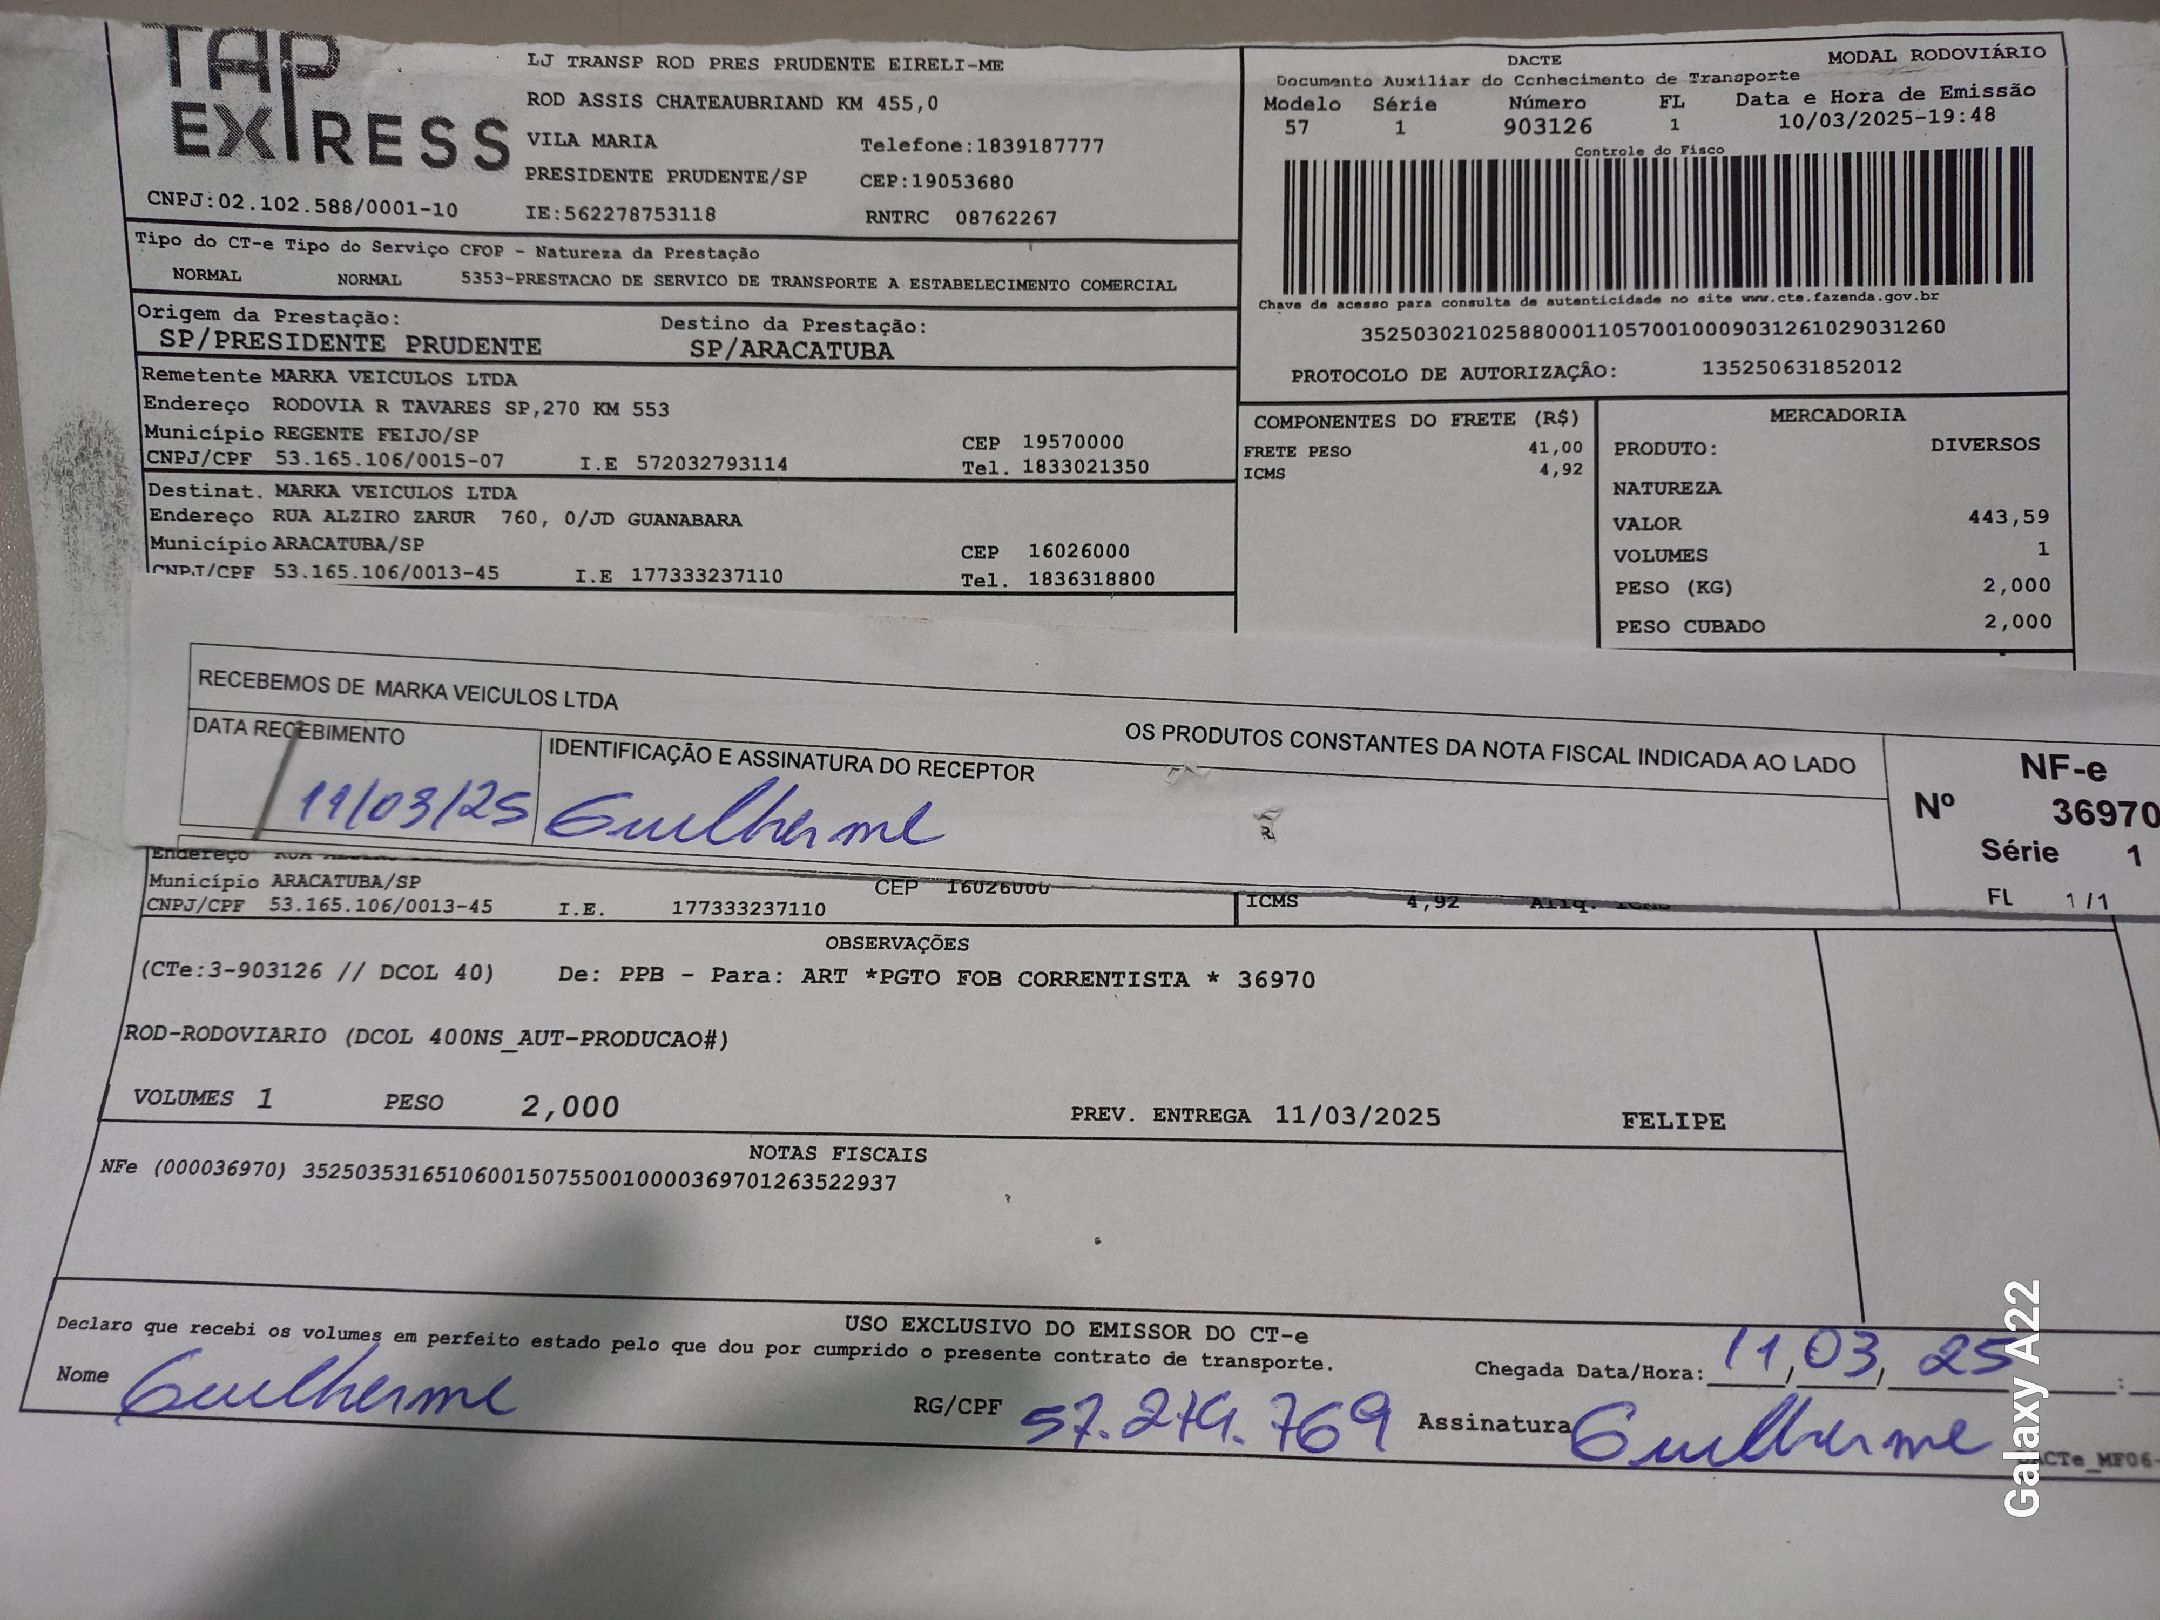 TAP
EXPRESS
CNPJ:02.102.588/0001-10
LJ TRANSP ROD PRES PRUDENTE EIRELI-ME
ROD ASSIS CHATEAUBRIAND KM 455,0
VILA MARIA Telefone:1839187777
PRESIDENTE PRUDENTE/SP CEP:19053680
IE:562278753118 RNTRC 08762267
DACTE MODAL RODOVIÁRIO
Documento Auxiliar do Conhecimento de Transporte
Modelo Série Número FL Data e Hora de Emissão
57 1 903126 1 10/03/2025-19:48
Controle do Fisco
Chave de acesso para consulta de autenticidade no site www.cte.fazenda.gov.br
35250302102588000110570010009031261029031260
PROTOCOLO DE AUTORIZAÇÃO: 135250631852012
Tipo do CT-e Tipo do Serviço CFOP - Natureza da Prestação
NORMAL NORMAL 5353-PRESTACAO DE SERVICO DE TRANSPORTE A ESTABELECIMENTO COMERCIAL
Origem da Prestação: Destino da Prestação:
SP/PRESIDENTE PRUDENTE SP/ARACATUBA
Remetente MARKA VEICULOS LTDA
Endereço RODOVIA R TAVARES SP,270 KM 553
Município REGENTE FEIJO/SP CEP 19570000
CNPJ/CPF 53.165.106/0015-07 I.E 572032793114 Tel. 1833021350
Destinat. MARKA VEICULOS LTDA
Endereço RUA ALZIRO ZARUR 760, 0/JD GUANABARA
Município ARACATUBA/SP CEP 16026000
CNPJ/CPF 53.165.106/0013-45 I.E 177333237110 Tel. 1836318800
COMPONENTES DO FRETE (R$)
FRETE PESO 41,00
ICMS 4,92
MERCADORIA
PRODUTO: DIVERSOS
NATUREZA
VALOR 443,59
VOLUMES 1
PESO (KG) 2,000
PESO CUBADO 2,000
RECEBEMOS DE MARKA VEICULOS LTDA OS PRODUTOS CONSTANTES DA NOTA FISCAL INDICADA AO LADO
DATA RECEBIMENTO IDENTIFICAÇÃO E ASSINATURA DO RECEPTOR
11/03/25 Guilherme
NF-e
Nº 36970
Série 1
FL 1/1
Endereço
Município ARACATUBA/SP CEP 16026000
CNPJ/CPF 53.165.106/0013-45 I.E. 177333237110 ICMS 4,92 Aliq. ICMS
OBSERVAÇÕES
(CTe:3-903126 // DCOL 40) De: PPB - Para: ART *PGTO FOB CORRENTISTA * 36970
ROD-RODOVIARIO (DCOL 400NS_AUT-PRODUCAO#)
VOLUMES 1 PESO 2,000 PREV. ENTREGA 11/03/2025 FELIPE
NOTAS FISCAIS
NFe (000036970) 35250353165106001507550010000369701263522937
USO EXCLUSIVO DO EMISSOR DO CT-e
Declaro que recebi os volumes em perfeito estado pelo que dou por cumprido o presente contrato de transporte.
Chegada Data/Hora: 11,03,25 :
Nome Guilherme RG/CPF 57.274.769 Assinatura Guilherme
CTe_MF06-
Galaxy A22